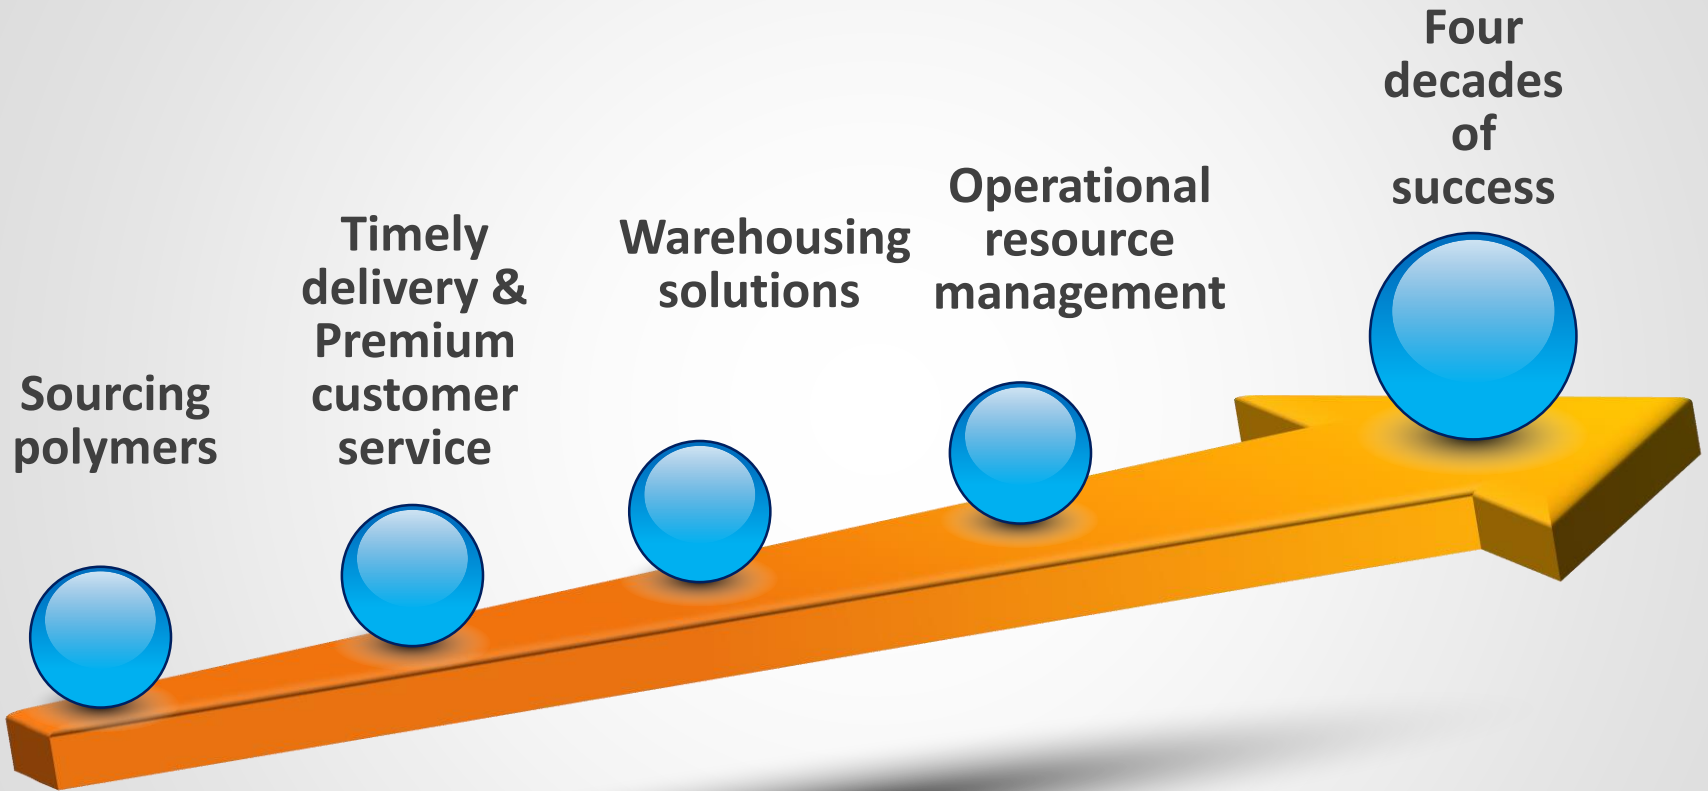 Sourcing
polymers
Timely
delivery &
Premium
customer
service
Warehousing
solutions
Operational
resource
management
Four
decades
of
success